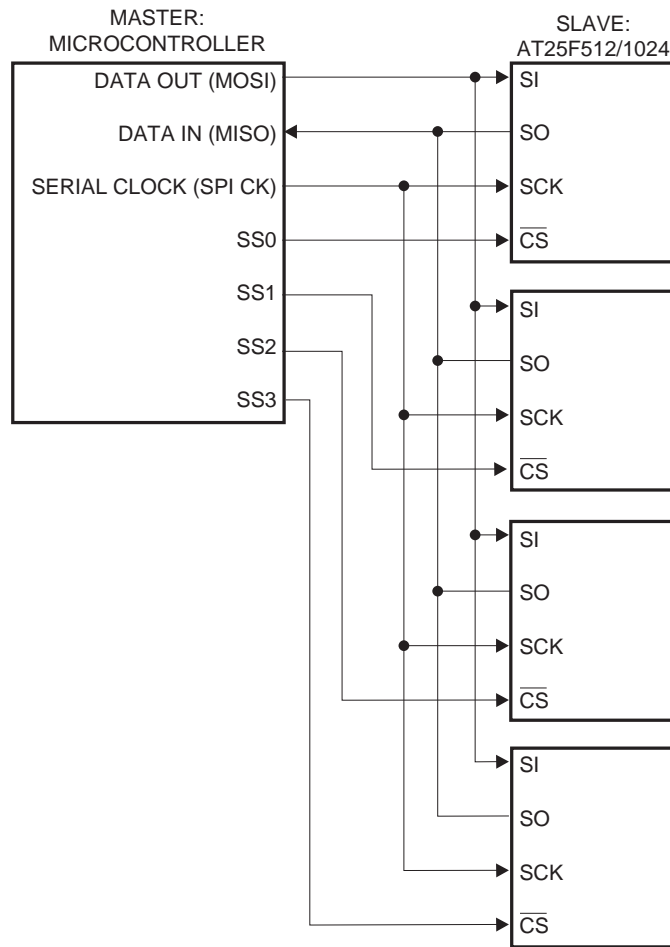 MASTER:
MICROCONTROLLER
DATA OUT (MOSI)
DATA IN (MISO)
SERIAL CLOCK (SPI CK)
SS0
SS1
SS2
SS3
SLAVE:
AT25F512/1024
SI
SO
SCK
CS
SI
SO
SCK
CS
SI
SO
SCK
CS
SI
SO
SCK
CS